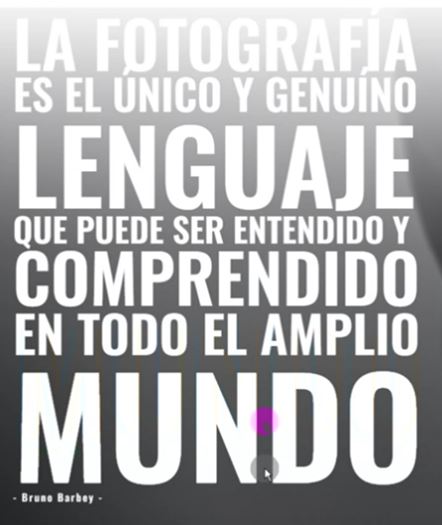 LA FOTOGRAFÍA
ES EL ÚNICO Y GENUÍNO
LENGUAJE
QUE PUEDE SER ENTENDIDO Y
COMPRENDIDO
EN TODO EL AMPLIO
MUNDO
- Bruno Barbey -